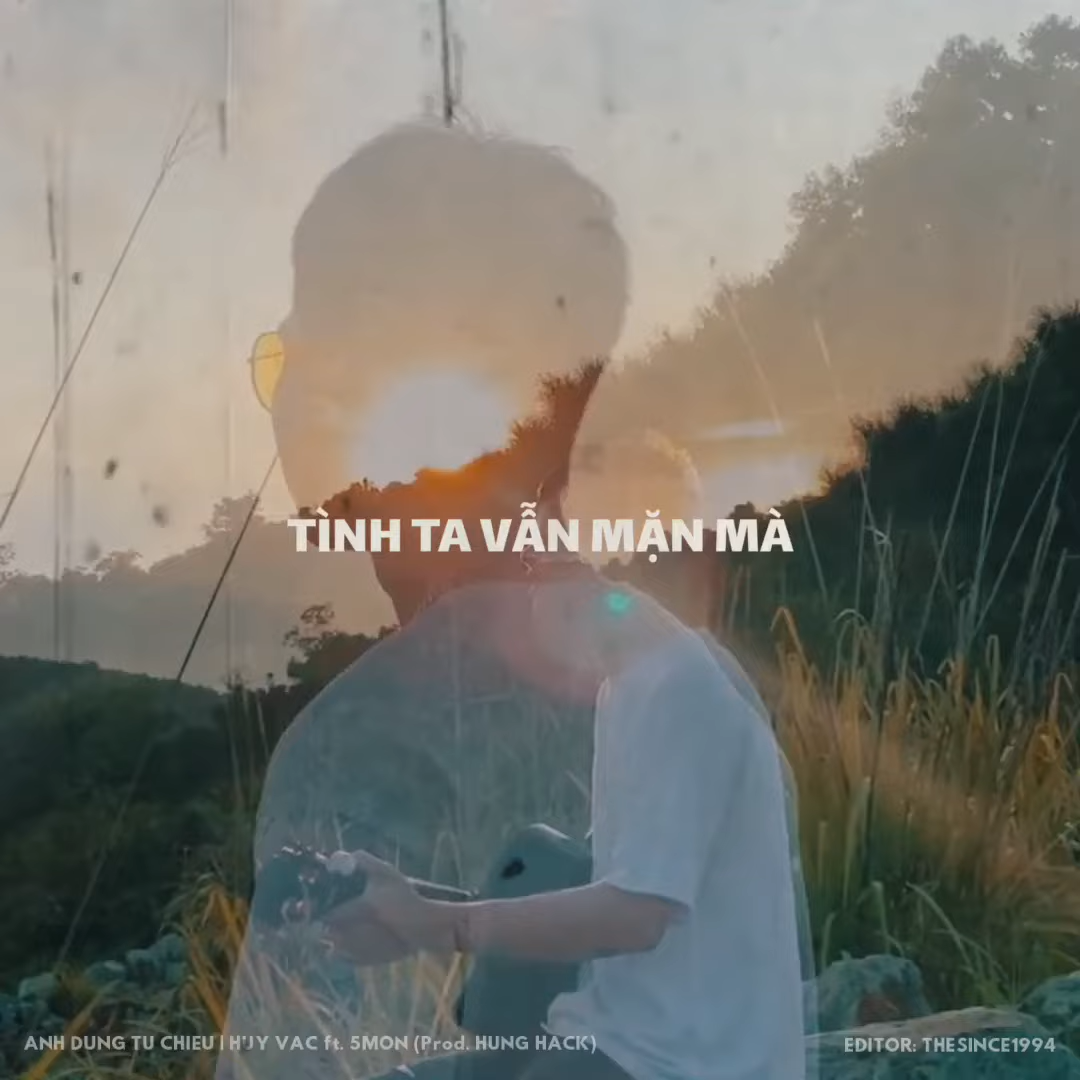 TÌNH TA VẪN MẶN MÀ
ANH DUNG TU CHIEU | H'JY VAC ft. 5MON (Prod. HUNG HACK)
EDITOR: THESINCE1994